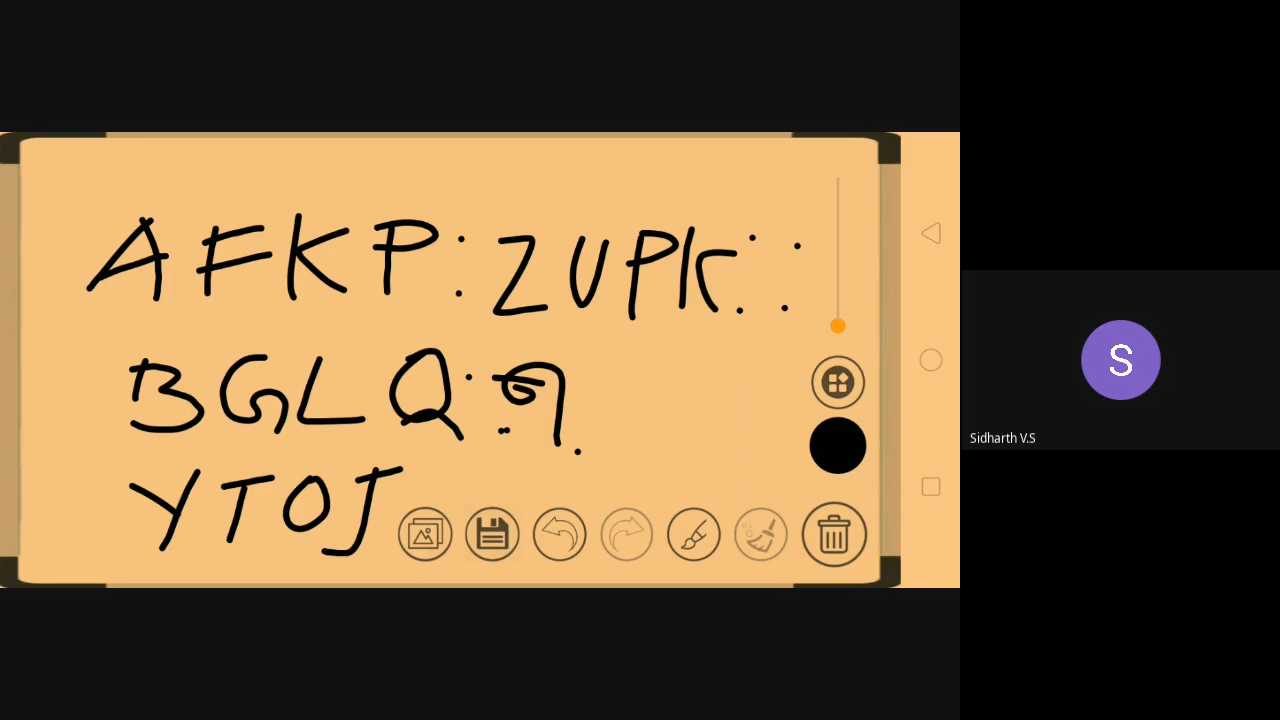 AFKP : ZUPK : :
BGLQ : ?
YTOJ
S
Sidharth V.S